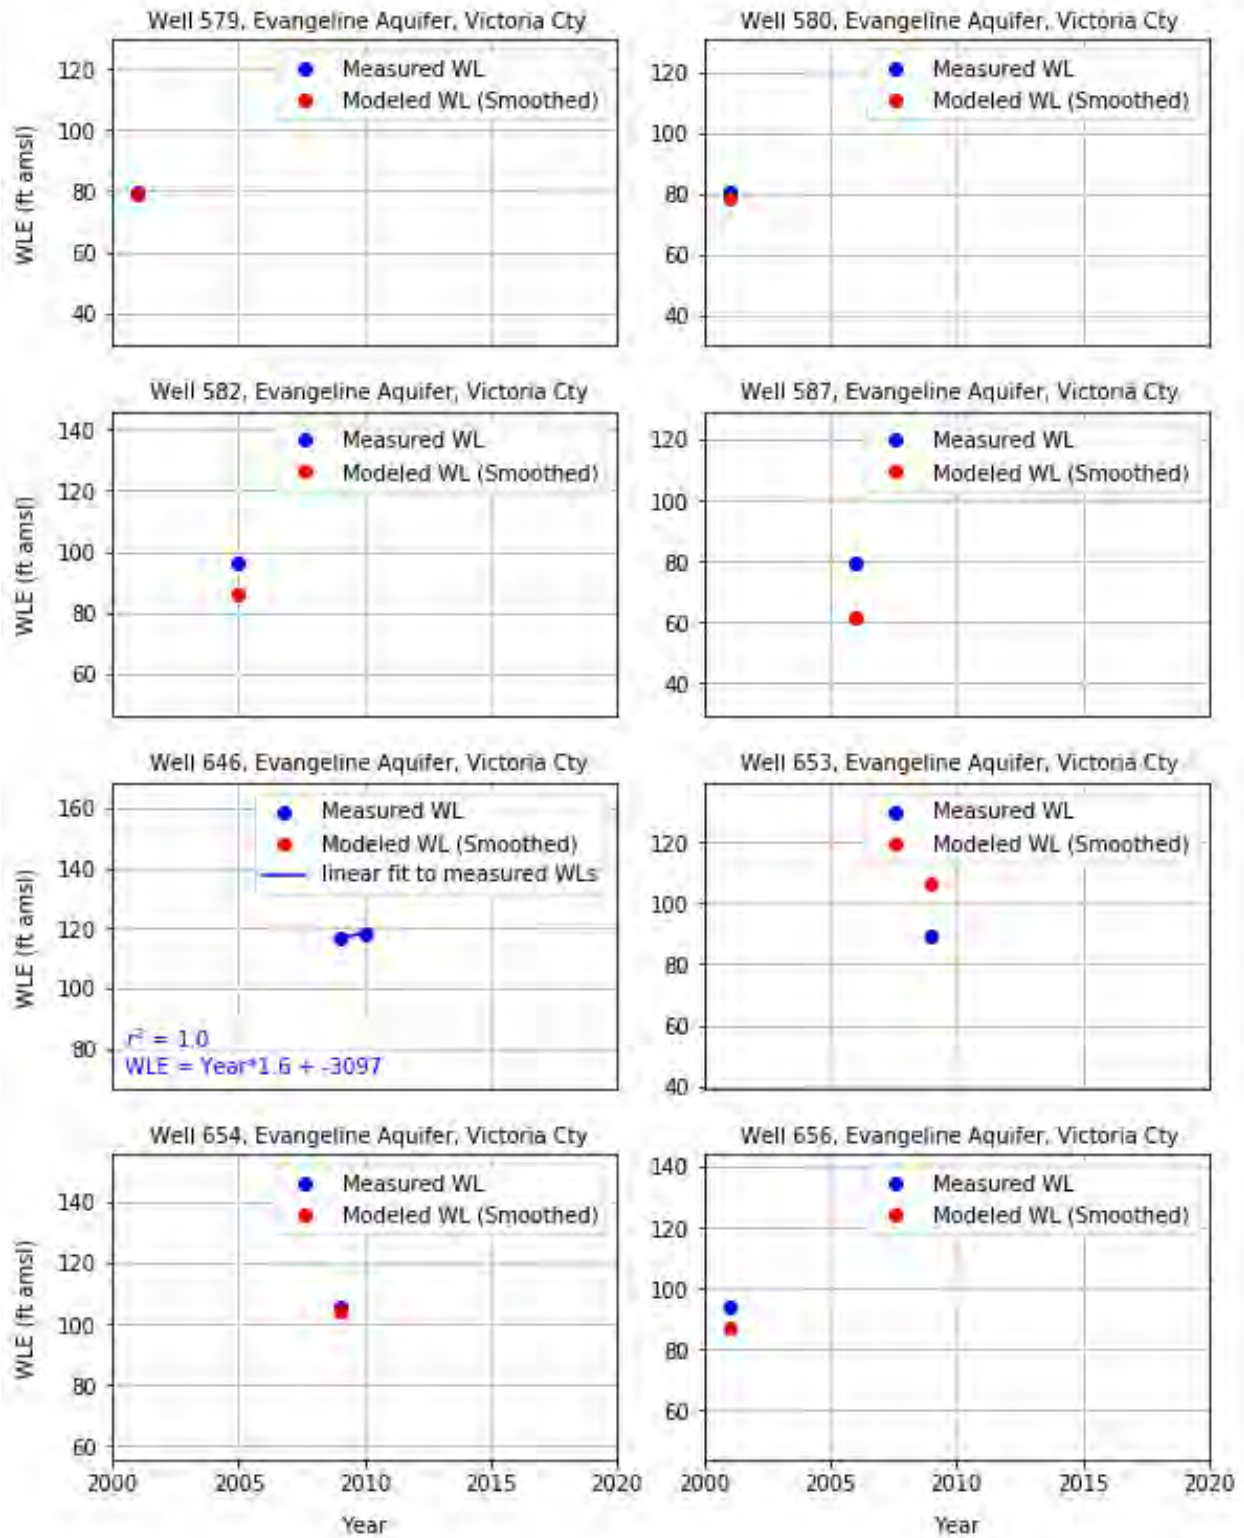 Well 579, Evangeline Aquifer, Victoria Cty
120
100
80
60
40
WLE (ft amsl)
Measured WL
Modeled WL (Smoothed)
Well 580, Evangeline Aquifer, Victoria Cty
120
100
80
60
40
Measured WL
Modeled WL (Smoothed)
Well 582, Evangeline Aquifer, Victoria Cty
140
120
100
80
60
WLE (ft amsl)
Measured WL
Modeled WL (Smoothed)
Well 587, Evangeline Aquifer, Victoria Cty
120
100
80
60
40
Measured WL
Modeled WL (Smoothed)
Well 646, Evangeline Aquifer, Victoria Cty
160
140
120
100
80
WLE (ft amsl)
Measured WL
Modeled WL (Smoothed)
linear fit to measured WLs
r² = 1.0
WLE = Year*1.6 + -3097
Well 653, Evangeline Aquifer, Victoria Cty
120
100
80
60
40
Measured WL
Modeled WL (Smoothed)
Well 654, Evangeline Aquifer, Victoria Cty
140
120
100
80
60
WLE (ft amsl)
Measured WL
Modeled WL (Smoothed)
2000 2005 2010 2015 2020
Year
Well 656, Evangeline Aquifer, Victoria Cty
140
120
100
80
60
Measured WL
Modeled WL (Smoothed)
2000 2005 2010 2015 2020
Year